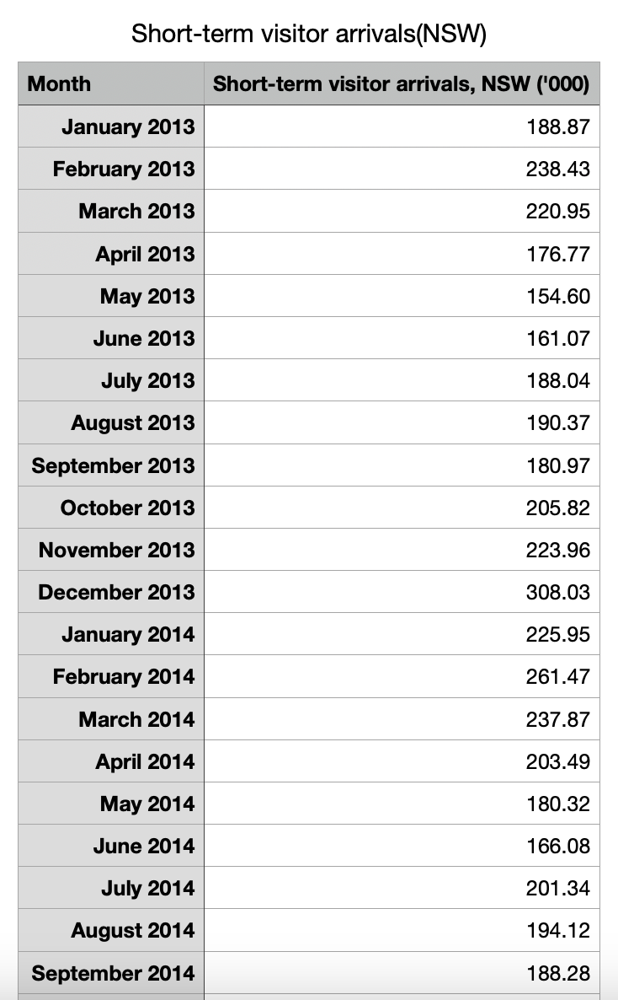 Short-term visitor arrivals(NSW)
Month Short-term visitor arrivals, NSW ('000)
January 2013 188.87
February 2013 238.43
March 2013 220.95
April 2013 176.77
May 2013 154.60
June 2013 161.07
July 2013 188.04
August 2013 190.37
September 2013 180.97
October 2013 205.82
November 2013 223.96
December 2013 308.03
January 2014 225.95
February 2014 261.47
March 2014 237.87
April 2014 203.49
May 2014 180.32
June 2014 166.08
July 2014 201.34
August 2014 194.12
September 2014 188.28